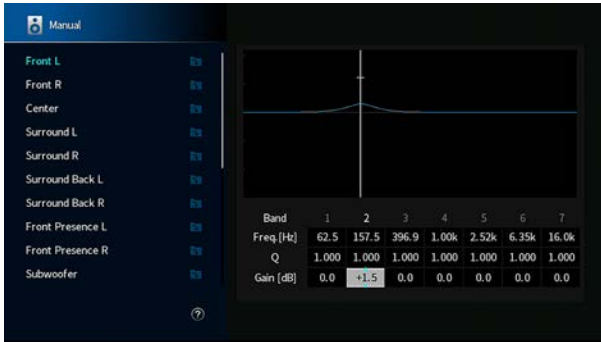 Manual
Front L
Front R
Center
Surround L
Surround R
Surround Back L
Surround Back R
Front Presence L
Front Presence R
Subwoofer
?
Band 1 2 3 4 5 6 7
Freq.[Hz] 62.5 157.5 396.9 1.00k 2.52k 6.35k 16.0k
Q 1.000 1.000 1.000 1.000 1.000 1.000 1.000
Gain [dB] 0.0 +1.5 0.0 0.0 0.0 0.0 0.0